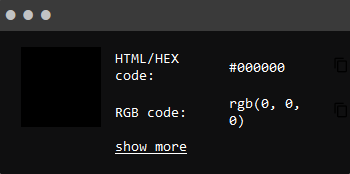 HTML/HEX
code:
#000000
RGB code:
rgb(0, 0,
0)
show more